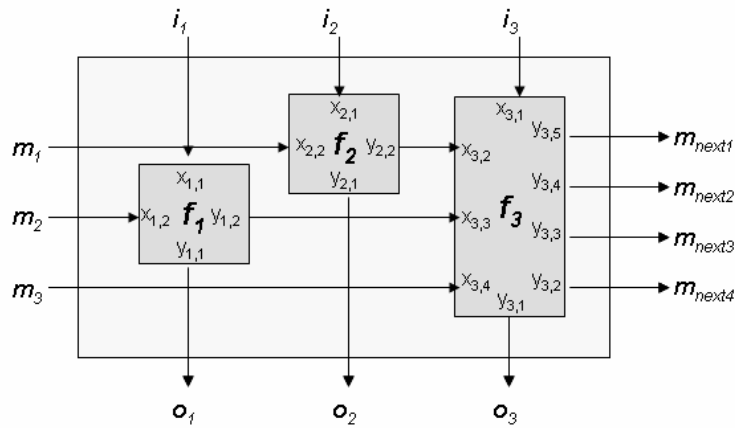 i1 i2 i3
x2,1 x3,1
y3,5 mnext1
m1 x2,2 f2 y2,2 x3,2
x1,1 y2,1 y3,4 mnext2
m2 x1,2 f1 y1,2 x3,3 f3 y3,3 mnext3
y1,1
m3 x3,4 y3,2 mnext4
y3,1
o1 o2 o3